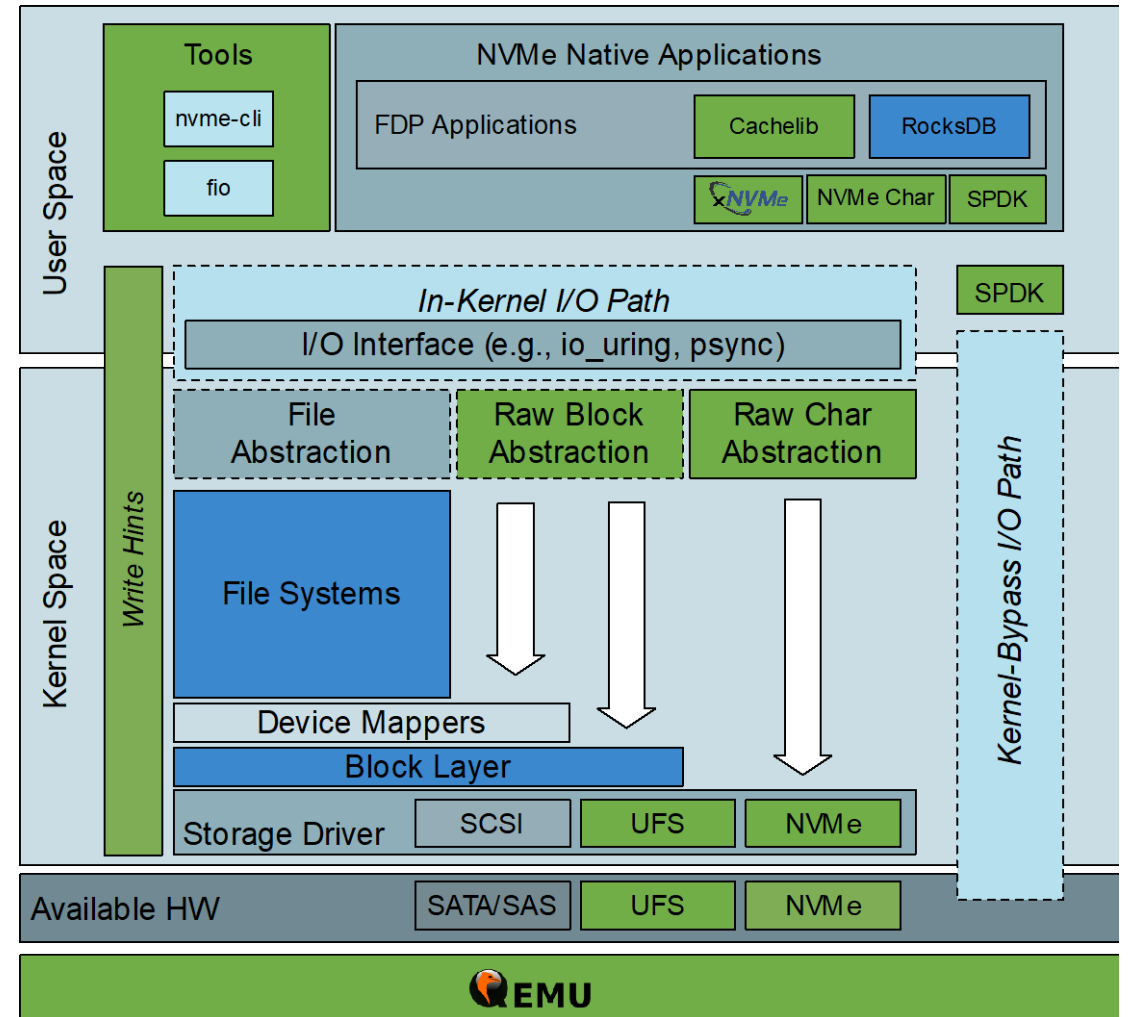 Tools
nvme-cli
fio
NVMe Native Applications
FDP Applications
Cachelib
RocksDB
xNVMe
NVMe Char
SPDK
User Space
In-Kernel I/O Path
I/O Interface (e.g., io_uring, psync)
SPDK
Kernel Space
Write Hints
File
Abstraction
Raw Block
Abstraction
Raw Char
Abstraction
Kernel-Bypass I/O Path
File Systems
Device Mappers
Block Layer
Storage Driver
SCSI
UFS
NVMe
Available HW
SATA/SAS
UFS
NVMe
QEMU